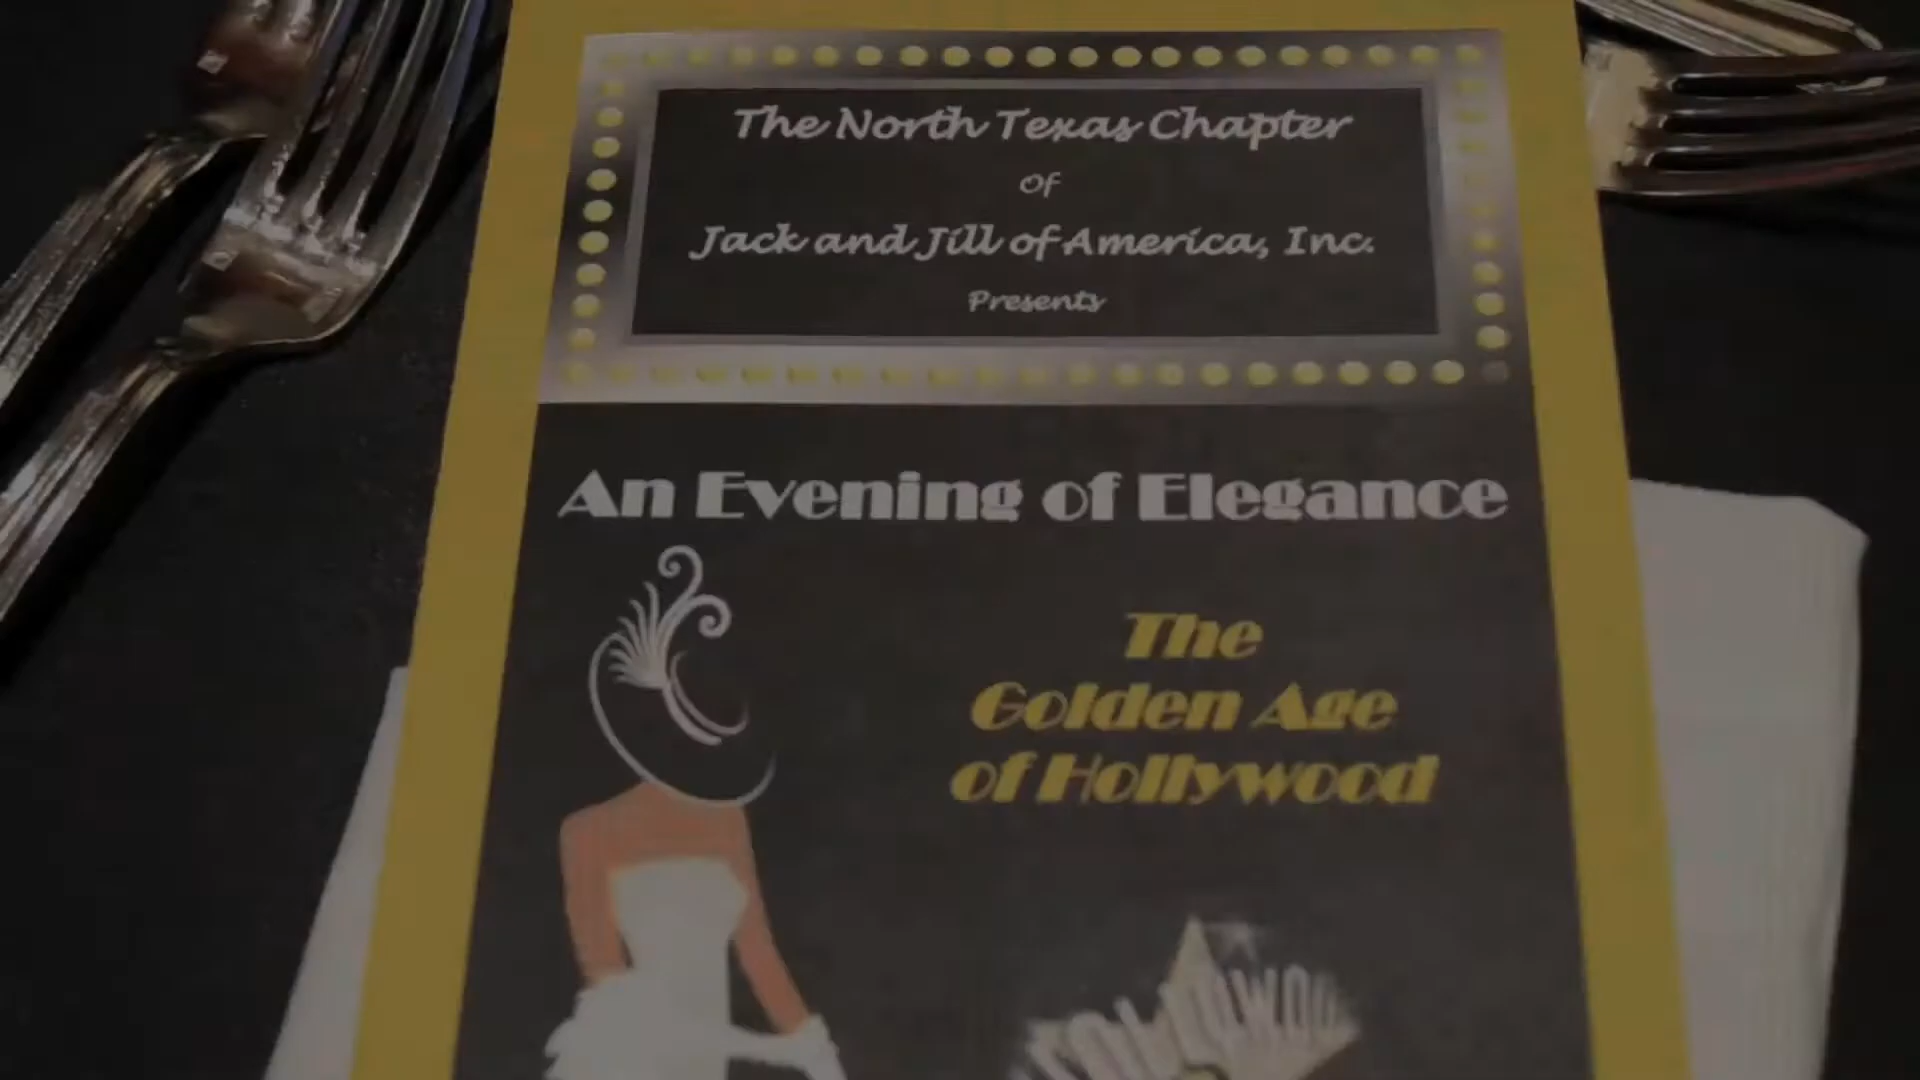 The North Texas Chapter
Of
Jack and Jill of America, Inc.
Presents
An Evening of Elegance
The
Golden Age
of Hollywood